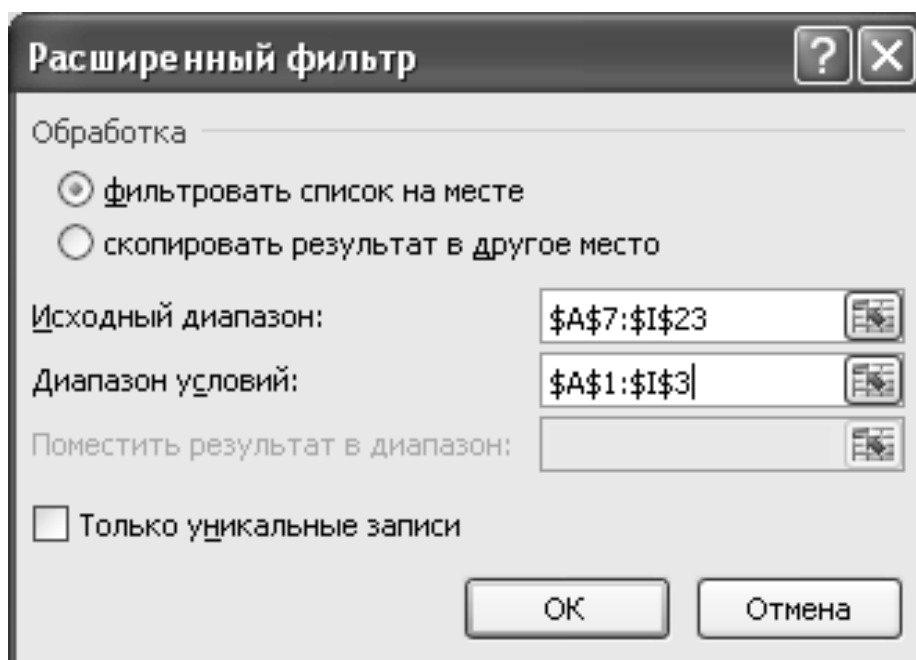 Расширенный фильтр
Обработка
фильтровать список на месте
скопировать результат в другое место
Исходный диапазон: $A$7:$I$23
Диапазон условий: $A$1:$I$3
Поместить результат в диапазон:
Только уникальные записи
ОК Отмена